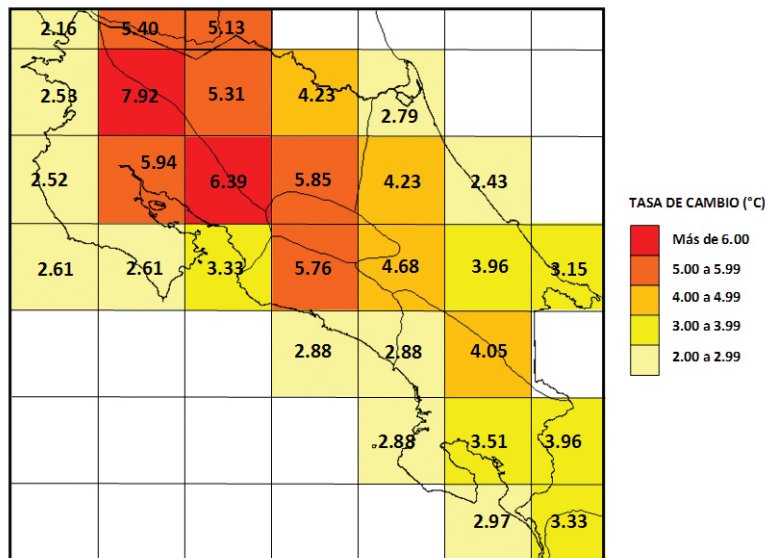 2.16 5.40 5.13
2.53 7.92 5.31 4.23 2.79
2.52 5.94 6.39 5.85 4.23 2.43
2.61 2.61 3.33 5.76 4.68 3.96 3.15
2.88 2.88 4.05
2.88 3.51 3.96
2.97 3.33
TASA DE CAMBIO (°C)
Más de 6.00
5.00 a 5.99
4.00 a 4.99
3.00 a 3.99
2.00 a 2.99